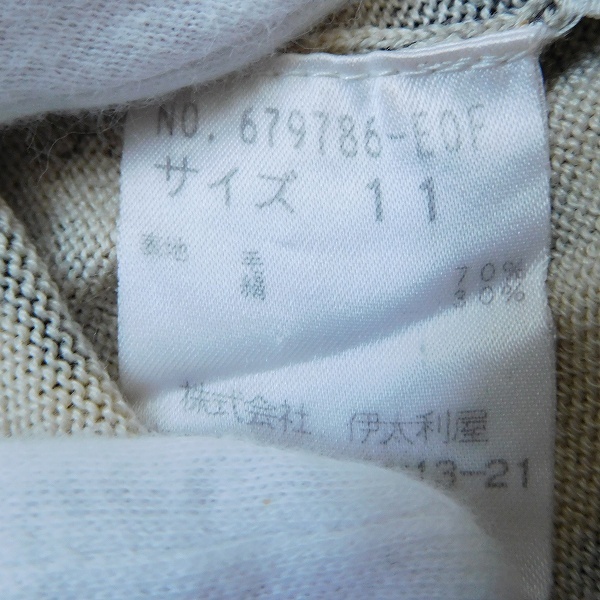 NO. 679786-EOF
サイズ 11
表地 毛 70%
30%
株式会社 伊太利屋
13-21